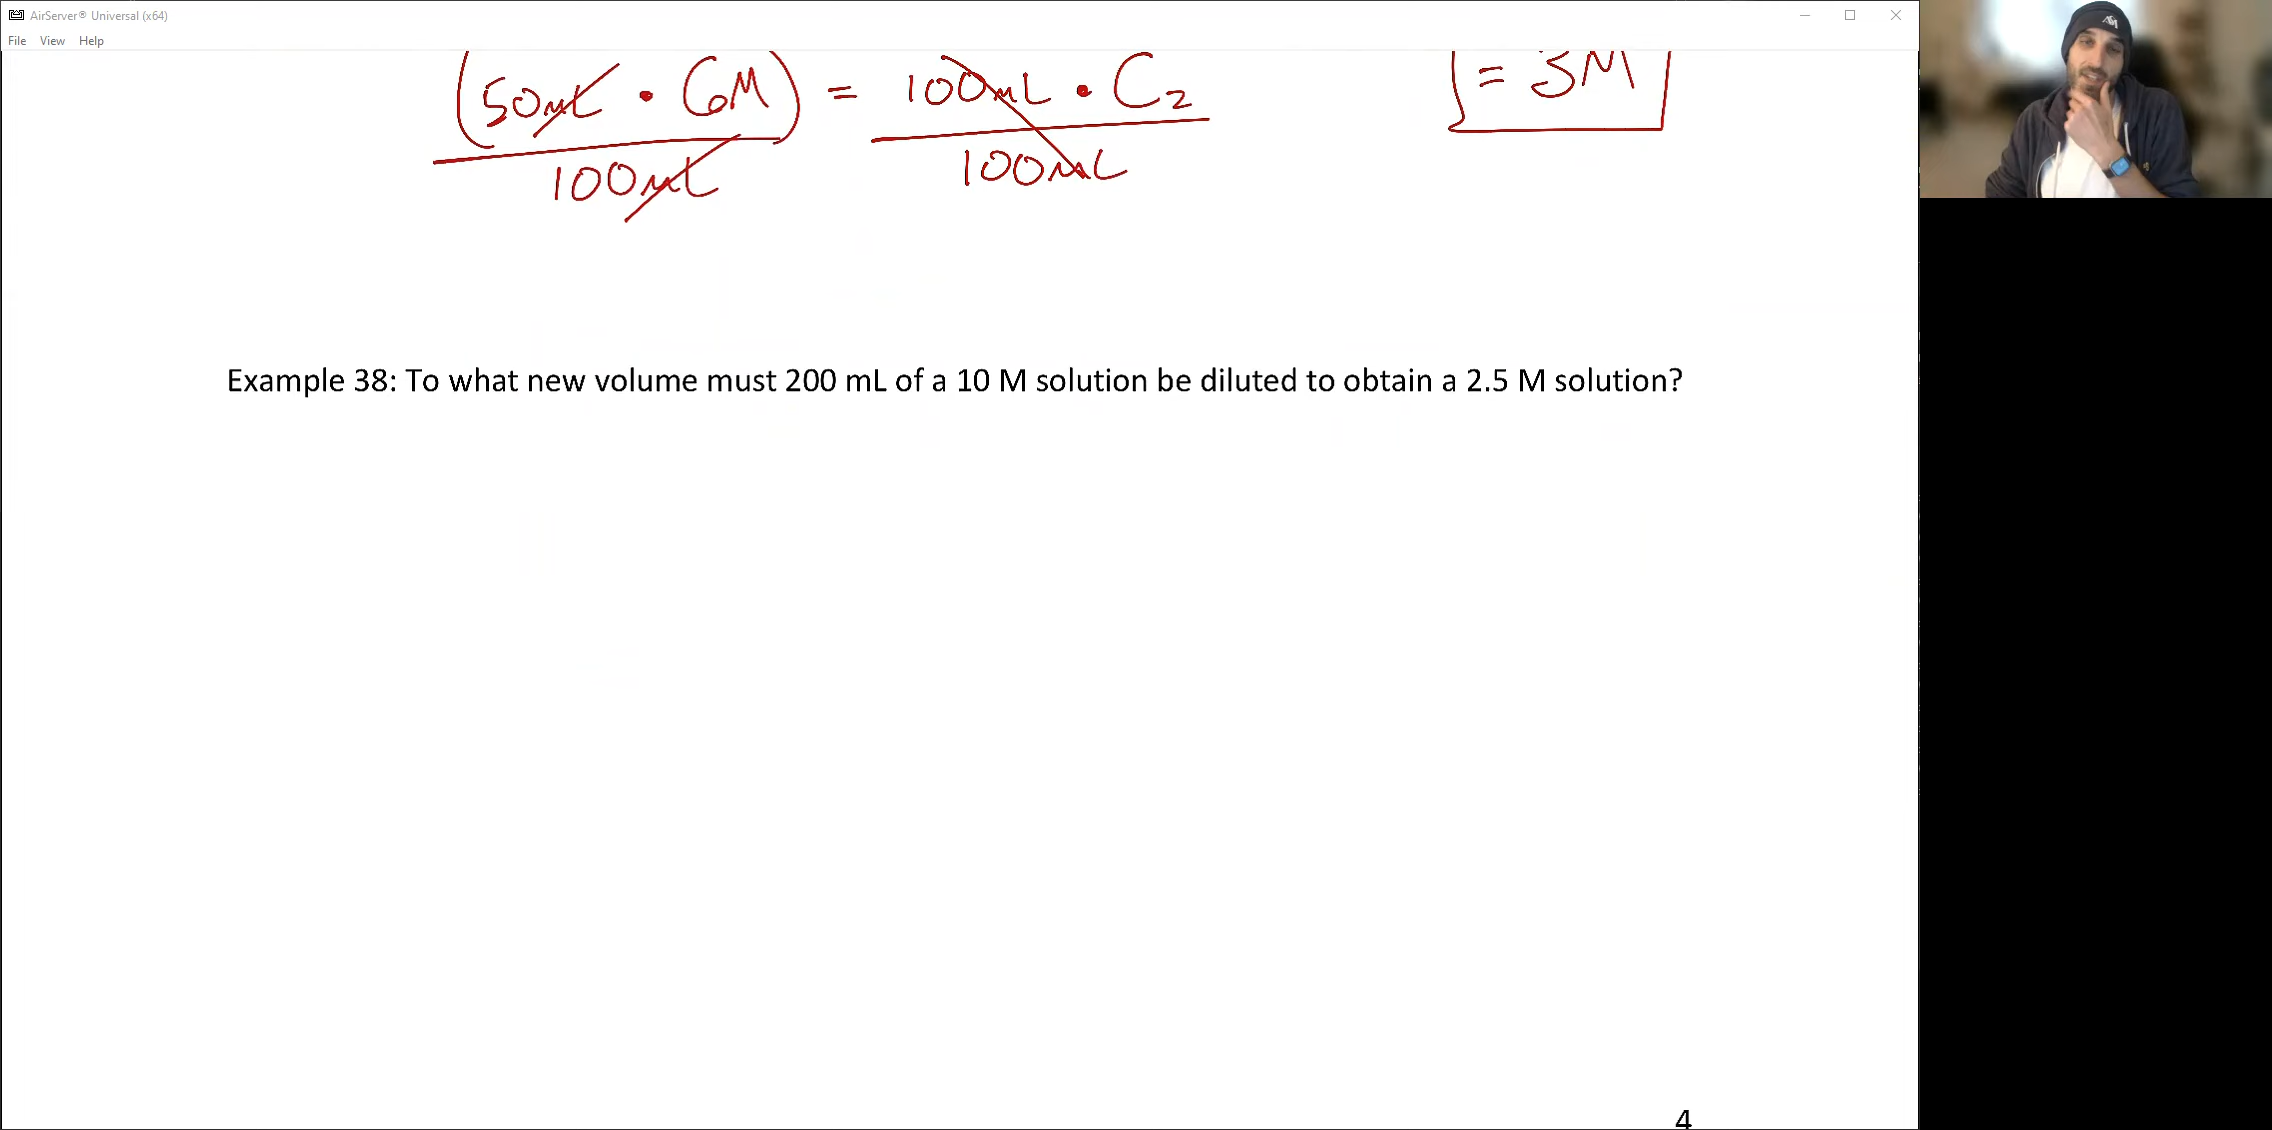 AirServer® Universal (x64)
File View Help
(50mL • 6M) = 100mL • C₂
100mL 100mL
= 3M
Example 38: To what new volume must 200 mL of a 10 M solution be diluted to obtain a 2.5 M solution?
4